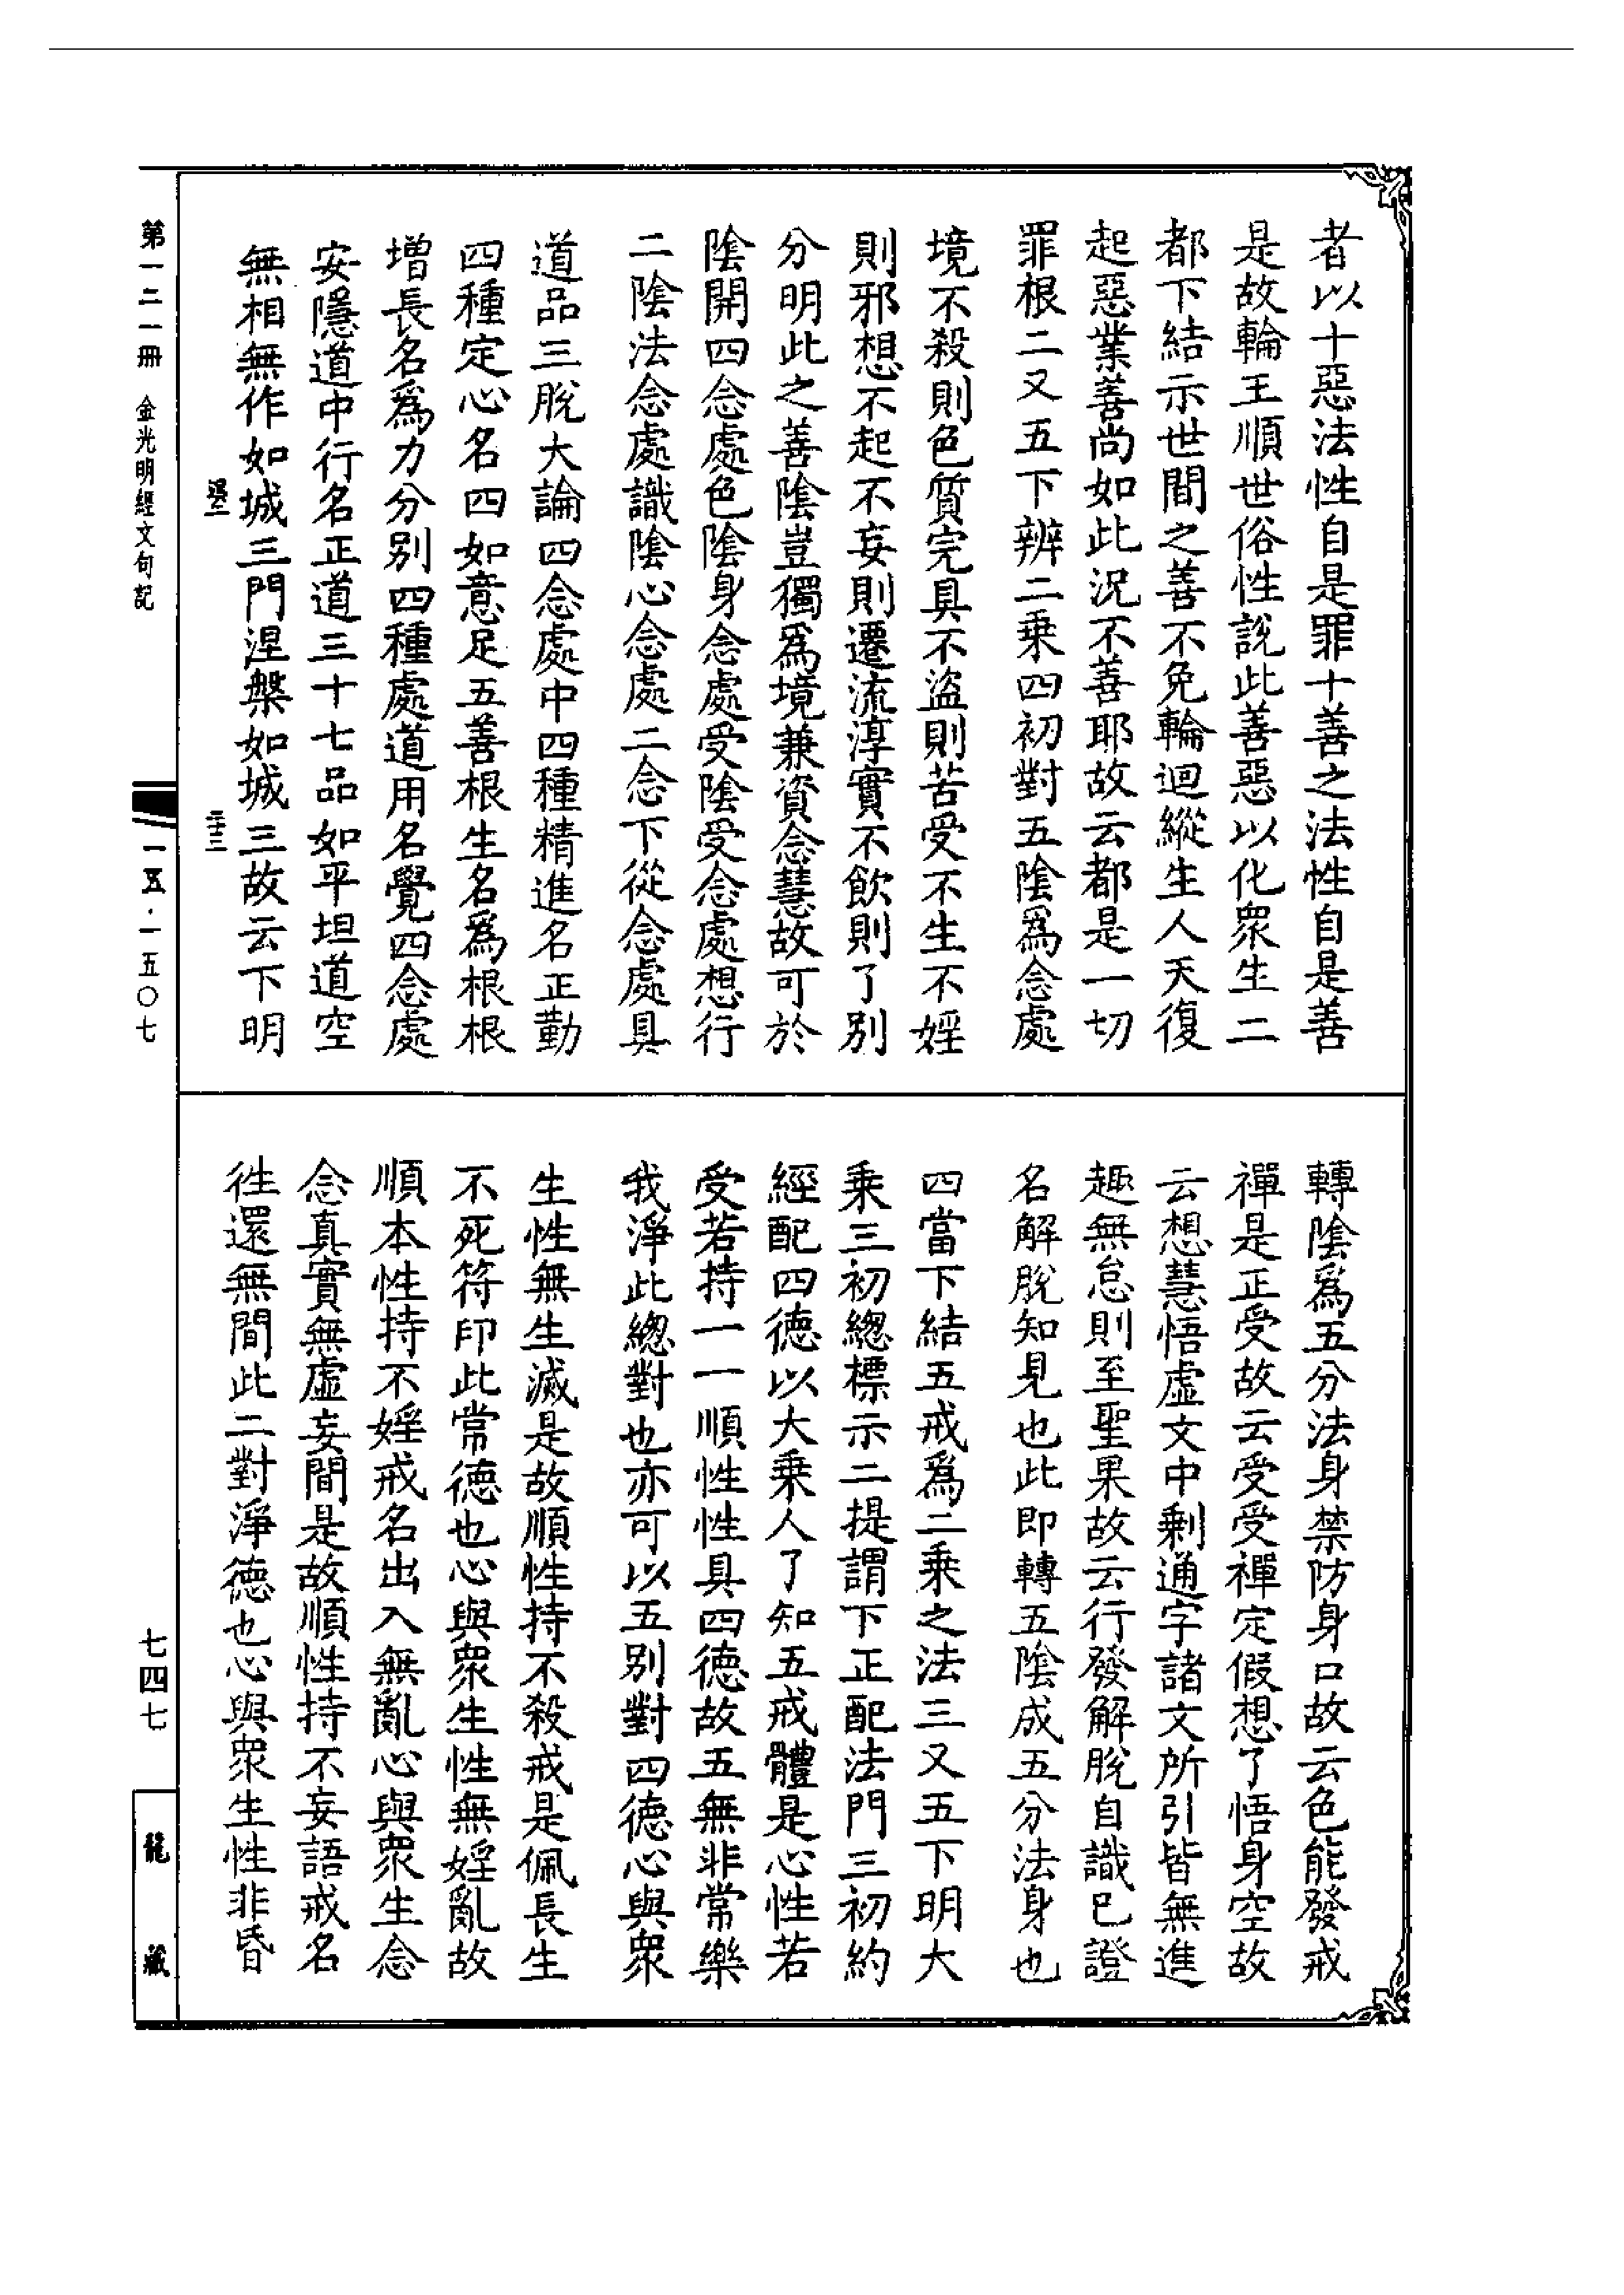 者以十惡法性自是罪十善之法性自是善
是故輪王順世俗性說此善惡以化眾生二
都下結示世間之善不免輪迴縱生人天復
起惡業善尚如此況不善耶故云都是一切
罪根二又五下辨二乘四初對五陰為念處
境不殺則色質完具不盜則苦受不生不婬
則邪想不起不妄則遷流淳實不飲則了別
分明此之善陰豈獨為境兼資念慧故可於
陰開四念處色陰身念處受陰受念處想行
二陰法念處識陰心念處二念下從念處具
道品三脫大論四念處中四種精進名正勤
四種定心名四如意足五善根生名為根根
增長名為力分別四種處道用名覺四念處
安隱道中行名正道三十七品如平坦道空
無相無作如城三門涅槃如城三故云下明
轉陰為五分法身禁防身口故云色能發戒
禪是正受故云受受禪定假想了悟身空故
云想慧悟虛文中剩通字諸文所引皆無進
趣無怠則至聖果故云行發解脫自識已證
名解脫知見也此即轉五陰成五分法身也
四當下結五戒為二乘之法三又五下明大
乘三初總標示二提謂下正配法門三初約
經配四德以大乘人了知五戒體是心性若
受若持一一順性性具四德故五無非常樂
我淨此總對也亦可以五別對四德心與眾
生性無生滅是故順性持不殺戒是佩長生
不死符印此常德也心與眾生性無婬亂故
順本性持不婬戒名出入無亂心與眾生念
念真實無虛妄間是故順性持不妄語戒名
往還無間此二對淨德也心與眾生性非昏
第一二一冊 金光明經文句記
一五·一五〇七
七四七
龍藏
二十三